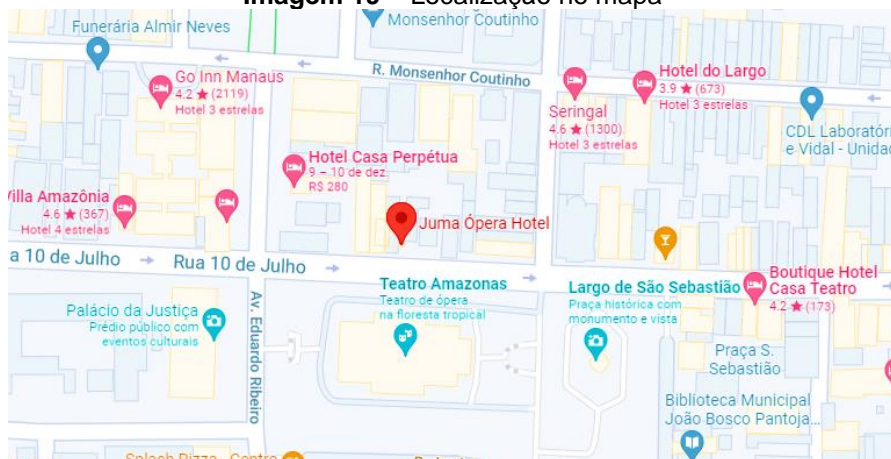 Localização no mapa
Monsenhor Coutinho
Funerária Almir Neves
R. Monsenhor Coutinho
Go Inn Manaus
4.2 ★ (2119)
Hotel 3 estrelas
Hotel do Largo
3.9 ★ (673)
Hotel 3 estrelas
Seringal
4.6 ★ (1300)
Hotel 3 estrelas
CDL Laboratóri
e Vidal - Unidad
Hotel Casa Perpétua
9 – 10 de dez.
R$ 280
Villa Amazônia
4.6 ★ (367)
Hotel 4 estrelas
Juma Ópera Hotel
a 10 de Julho
Rua 10 de Julho
Teatro Amazonas
Teatro de ópera
na floresta tropical
Largo de São Sebastião
Praça histórica com
monumento e vista
Boutique Hotel
Casa Teatro
4.2 ★ (173)
Palácio da Justiça
Prédio público com
eventos culturais
Av. Eduardo Ribeiro
Praça S.
Sebastião
Biblioteca Municipal
João Bosco Pantoja...